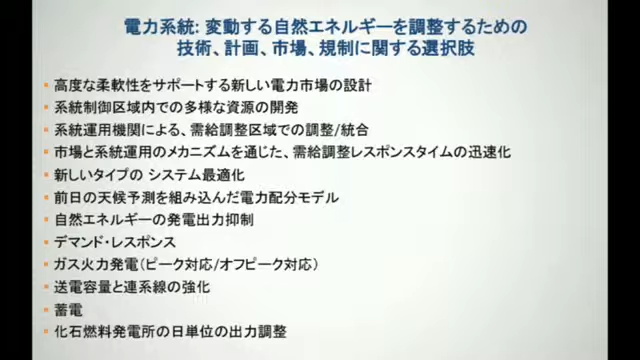 電力系統: 変動する自然エネルギーを調整するための
技術、計画、市場、規制に関する選択肢
▪ 高度な柔軟性をサポートする新しい電力市場の設計
▪ 系統制御区域内での多様な資源の開発
▪ 系統運用機関による、需給調整区域での調整/統合
▪ 市場と系統運用のメカニズムを通じた、需給調整レスポンスタイムの迅速化
▪ 新しいタイプの システム最適化
▪ 前日の天候予測を組み込んだ電力配分モデル
▪ 自然エネルギーの発電出力抑制
▪ デマンド・レスポンス
▪ ガス火力発電（ピーク対応/オフピーク対応）
▪ 送電容量と連系線の強化
▪ 蓄電
▪ 化石燃料発電所の日単位の出力調整